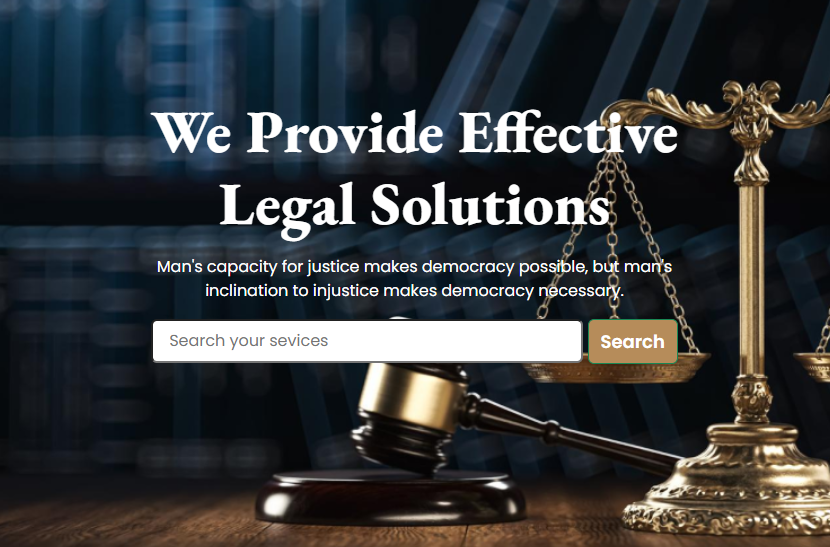 We Provide Effective
Legal Solutions
Man's capacity for justice makes democracy possible, but man's
inclination to injustice makes democracy necessary.
Search your sevices
Search